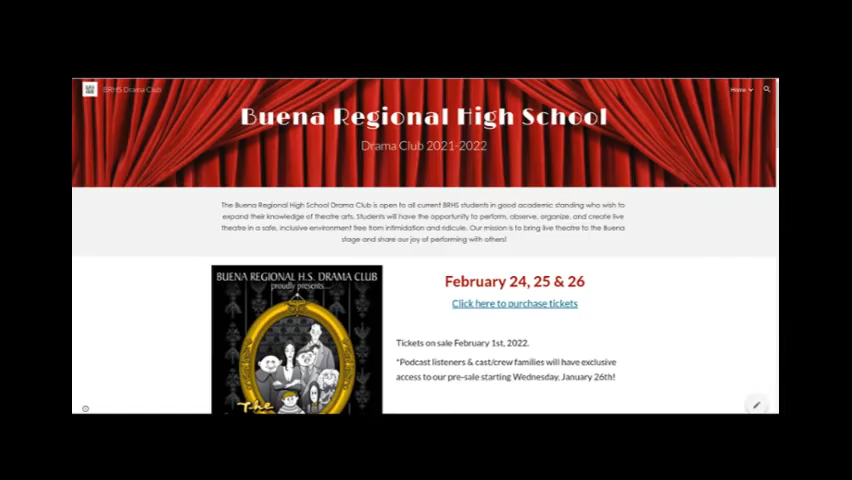 BRHS Drama Club
Home
Buena Regional High School
Drama Club 2021-2022
The Buena Regional High School Drama Club is open to all current BRHS students in good academic standing who wish to
expand their knowledge of theatre arts. Students will have the opportunity to perform, observe, organize, and create live
theatre in a safe, inclusive environment free from intimidation and ridicule. Our mission is to bring live theatre to the Buena
stage and share our joy of performing with others!
BUENA REGIONAL H.S. DRAMA CLUB
proudly presents...
The
February 24, 25 & 26
Click here to purchase tickets
Tickets on sale February 1st, 2022.
*Podcast listeners & cast/crew families will have exclusive
access to our pre-sale starting Wednesday, January 26th!